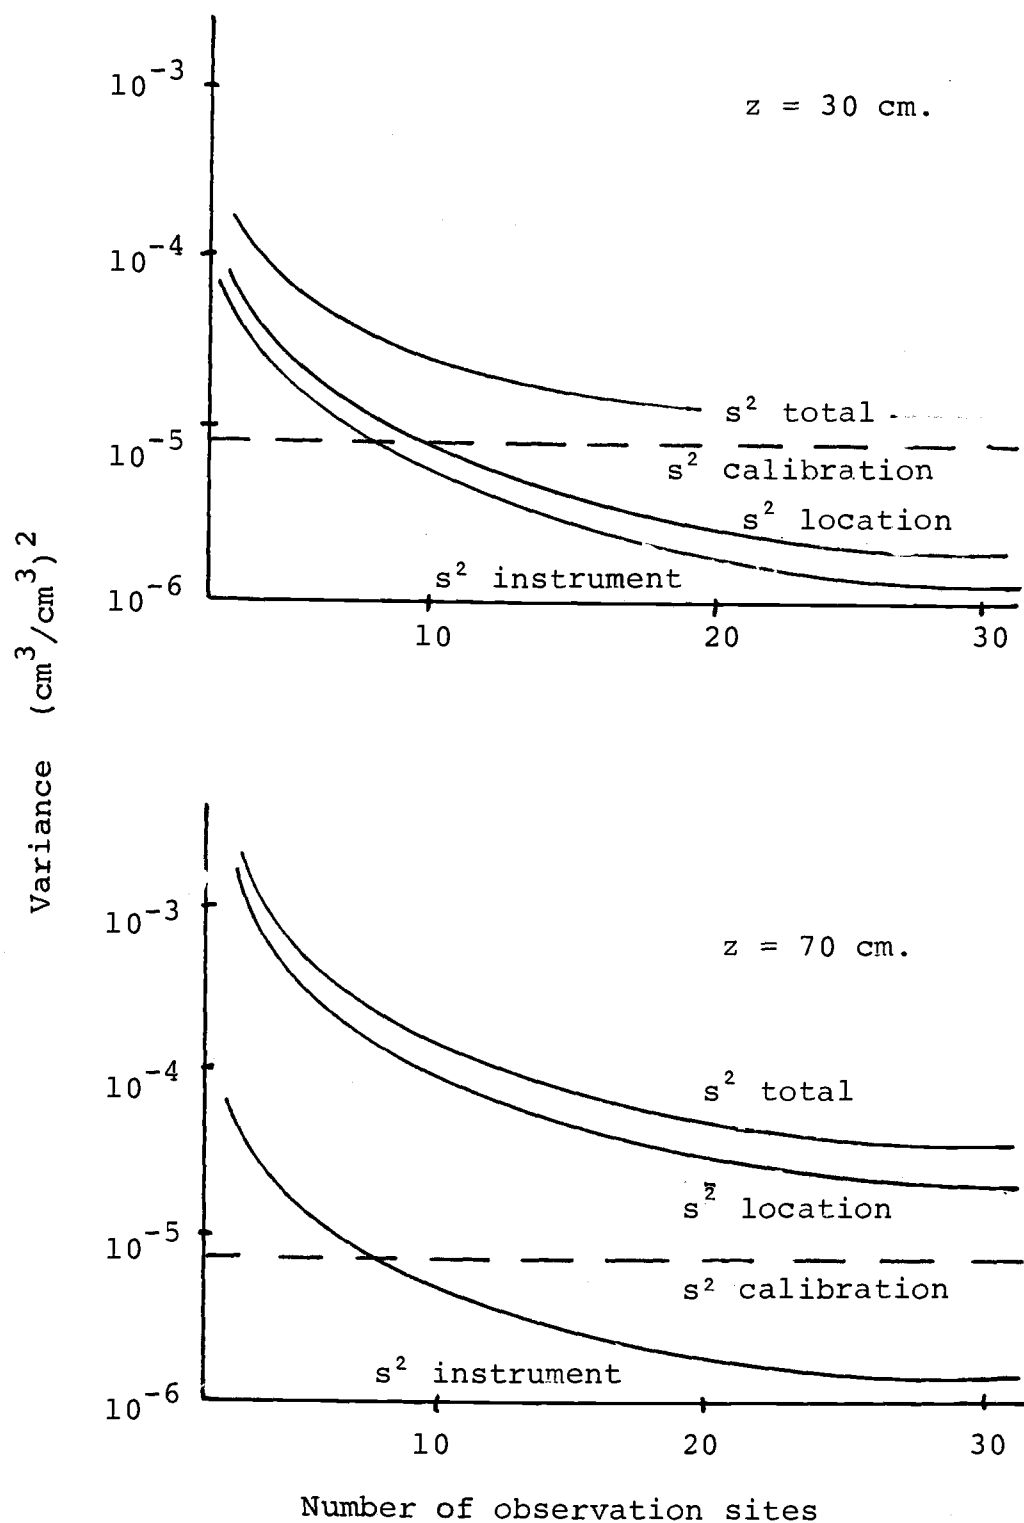 10⁻³
z = 30 cm.
10⁻⁴
s² total
10⁻⁵
s² calibration
s² location
s² instrument
10⁻⁶
10 20 30
Variance (cm³/cm³)²
10⁻³
z = 70 cm.
10⁻⁴
s² total
s² location
10⁻⁵
s² calibration
s² instrument
10⁻⁶
10 20 30
Number of observation sites